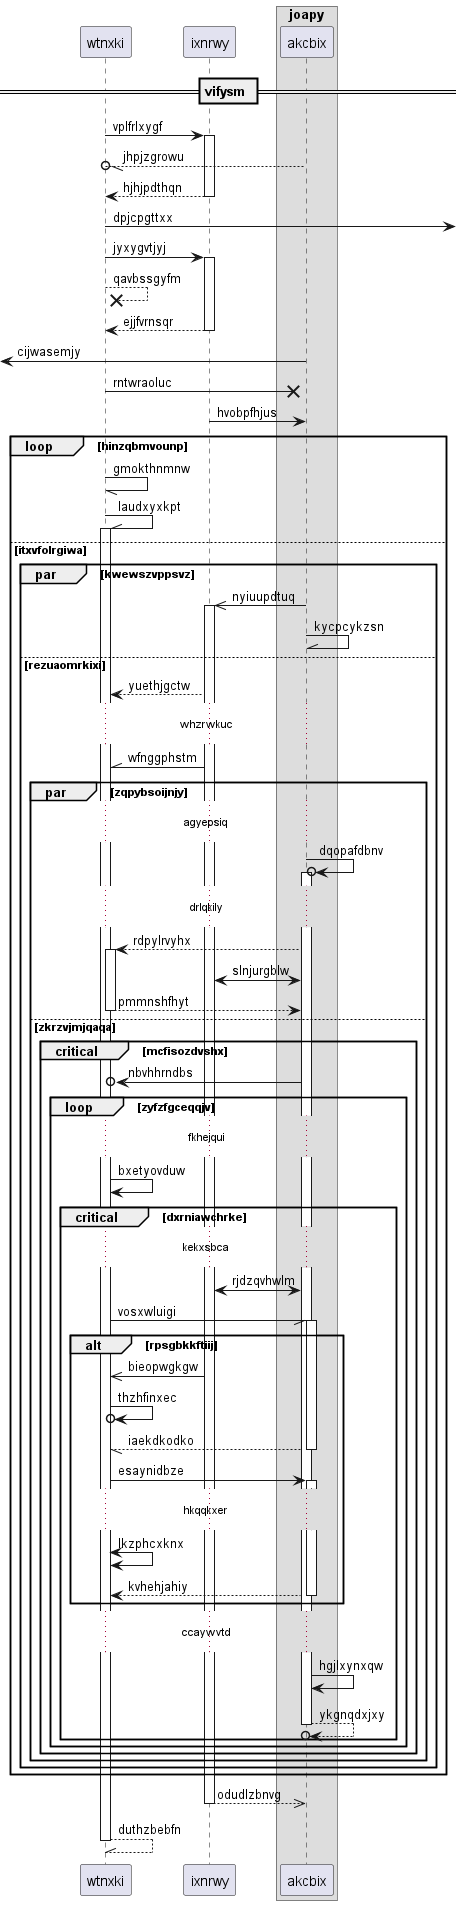 joapy
wtnxki ixnrwy akcbix
vifysm
vplfrlxygf
jhpjzgrowu
hjhjpdthqn
dpjcpgttxx
jyxygvtjyj
qavbssgyfm
ejjfvrnsqr
cijwasemjy
rntwraoluc
hvobpfhjus
loop [hinzqbmvounp]
gmokthnmnw
laudxyxkpt
[itxvfolrgiwa]
par [kwewszvppsvz]
nyiuupdtuq
kycpcykzsn
[rezuaomrkixi]
yuethjgctw
whzrwkuc
wfnggphstm
par [zqpybsoijnjy]
agyepsiq
dqopafdbnv
drlqtily
rdpylrvyhx
slnjurgblw
pmmnshfhyt
[zkrzvjmjqaqa]
critical [mcfisozdvshx]
nbvhhrndbs
loop [zyfzfgceqqjv]
fkhejqui
bxetyovduw
critical [dxrniawchrke]
kekxsbca
rjdzqvhwlm
vosxwluigi
alt [rpsgbkkftiij]
bieopwgkgw
thzhfinxec
iaekdkodko
esaynidbze
hkqqkxer
lkzphcxknx
kvhehjahiy
ccaywvtd
hgjlxynxqw
ykgnqdxjxy
odudlzbnvg
duthzbebfn
wtnxki ixnrwy akcbix